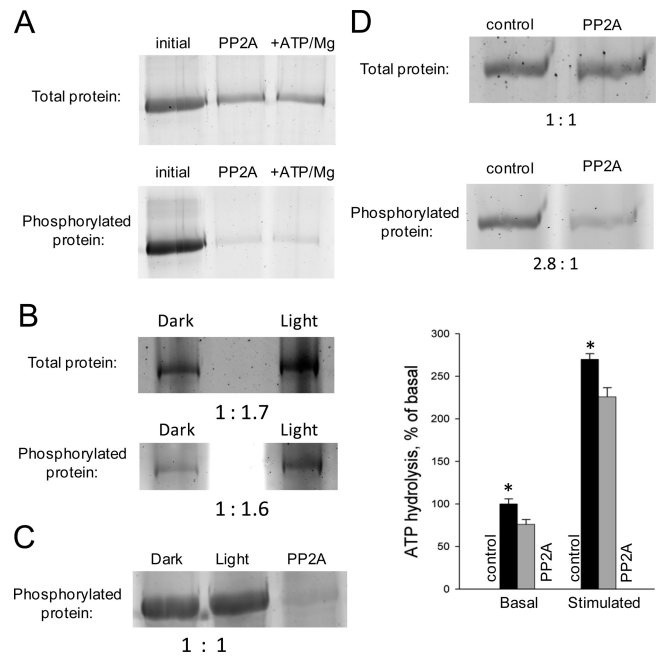 A
initial PP2A +ATP/Mg
Total protein:
initial PP2A +ATP/Mg
Phosphorylated
protein:
B
Dark Light
Total protein:
1 : 1.7
Dark Light
Phosphorylated
protein:
1 : 1.6
C
Dark Light PP2A
Phosphorylated
protein:
1 : 1
D
control PP2A
Total protein:
1 : 1
control PP2A
Phosphorylated
protein:
2.8 : 1
ATP hydrolysis, % of basal
300
250
200
150
100
50
0
*
*
control
PP2A
control
PP2A
Basal Stimulated